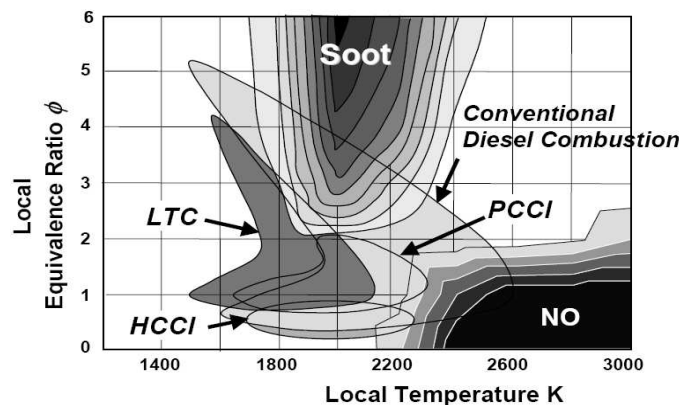 6
5
4
3
2
1
0
Local
Equivalence Ratio ϕ
Soot
Conventional
Diesel Combustion
LTC
PCCI
HCCI
NO
1400 1800 2200 2600 3000
Local Temperature K